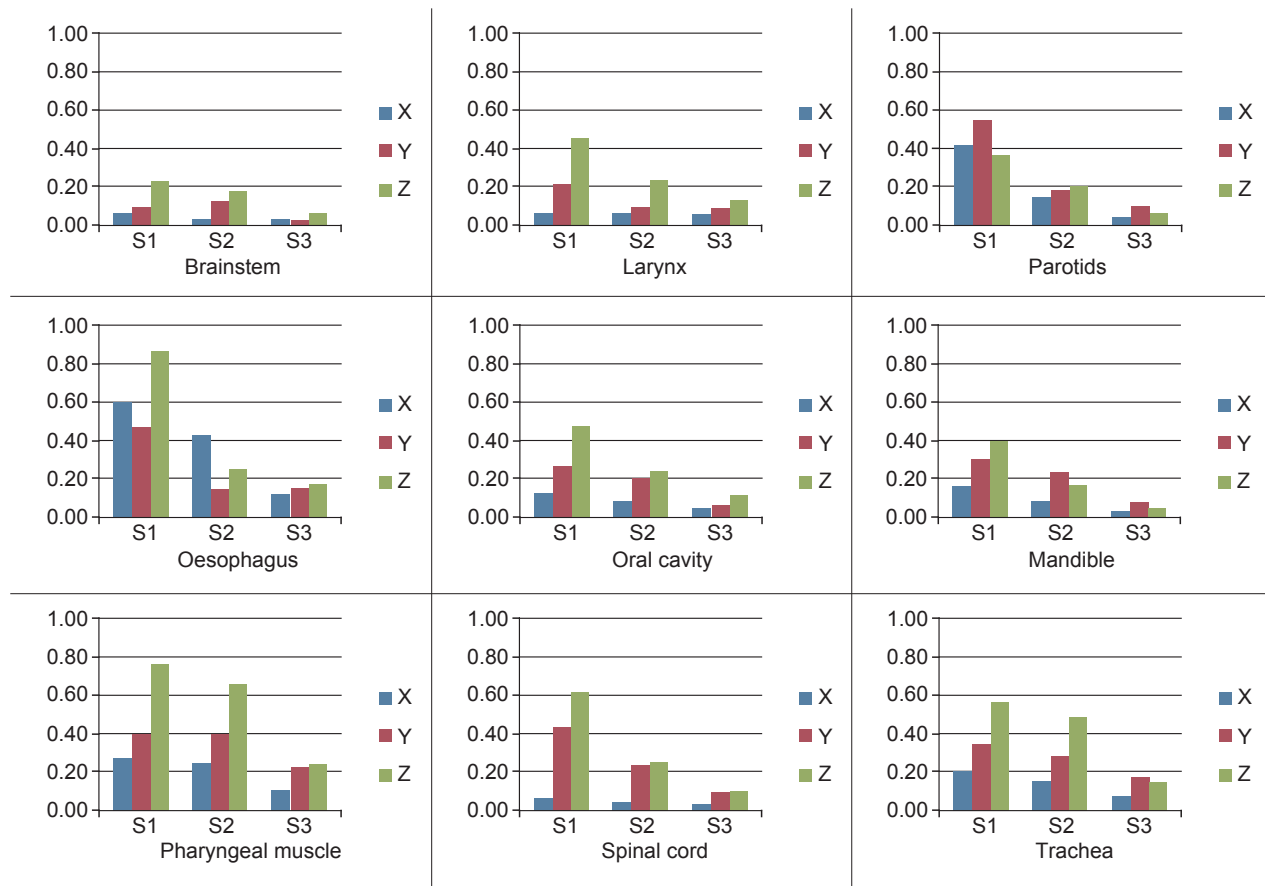 1.00
0.80
0.60
0.40
0.20
0.00
X
Y
Z
S1 S2 S3
Brainstem
1.00
0.80
0.60
0.40
0.20
0.00
X
Y
Z
S1 S2 S3
Larynx
1.00
0.80
0.60
0.40
0.20
0.00
X
Y
Z
S1 S2 S3
Parotids
1.00
0.80
0.60
0.40
0.20
0.00
X
Y
Z
S1 S2 S3
Oesophagus
1.00
0.80
0.60
0.40
0.20
0.00
X
Y
Z
S1 S2 S3
Oral cavity
1.00
0.80
0.60
0.40
0.20
0.00
X
Y
Z
S1 S2 S3
Mandible
1.00
0.80
0.60
0.40
0.20
0.00
X
Y
Z
S1 S2 S3
Pharyngeal muscle
1.00
0.80
0.60
0.40
0.20
0.00
X
Y
Z
S1 S2 S3
Spinal cord
1.00
0.80
0.60
0.40
0.20
0.00
X
Y
Z
S1 S2 S3
Trachea